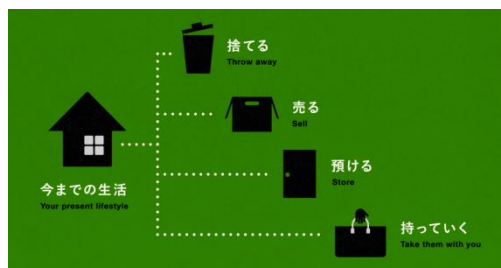 捨てる
Throw away
売る
Sell
預ける
Store
今までの生活
Your present lifestyle
持っていく
Take them with you